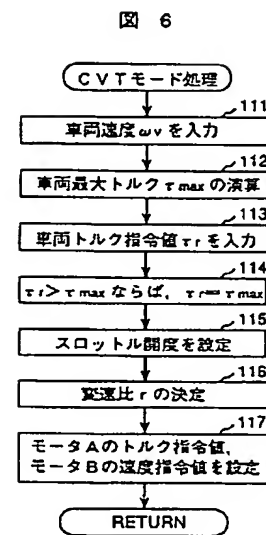 図 6
CVTモード処理
111
車両速度ωvを入力
112
車両最大トルクτmaxの演算
113
車両トルク指令値τrを入力
114
τr>τmaxならば、τr=τmax
115
スロットル開度を設定
116
変速比rの決定
117
モータAのトルク指令値,
モータBの速度指令値を設定
RETURN